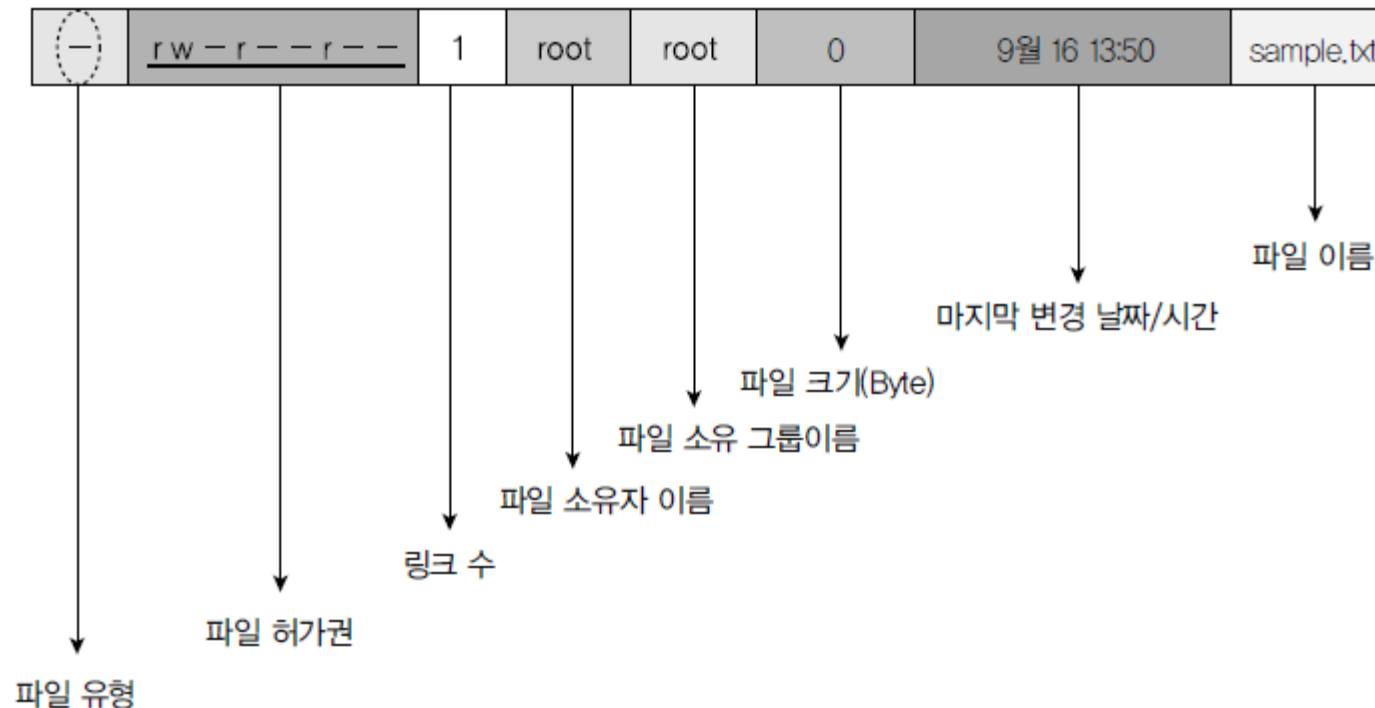 – rw–r––r–– 1 root root 0 9월 16 13:50 sample.txt
파일 이름
마지막 변경 날짜/시간
파일 크기(Byte)
파일 소유 그룹이름
파일 소유자 이름
링크 수
파일 허가권
파일 유형